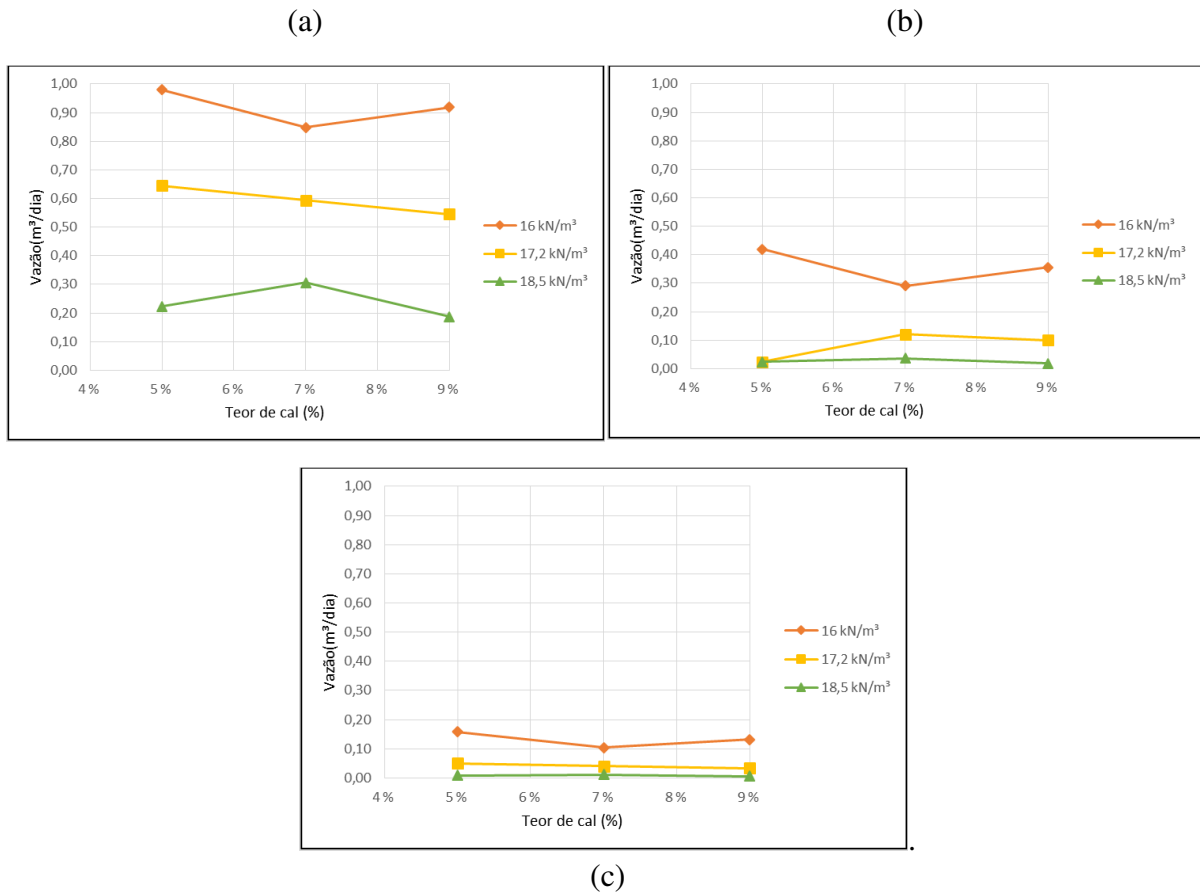 (a)
(b)
1,00
0,90
0,80
0,70
0,60
0,50
0,40
0,30
0,20
0,10
0,00
Vazão(m³/dia)
4 %
5 %
6 %
7 %
8 %
9 %
Teor de cal (%)
16 kN/m³
17,2 kN/m³
18,5 kN/m³
1,00
0,90
0,80
0,70
0,60
0,50
0,40
0,30
0,20
0,10
0,00
Vazão(m³/dia)
4 %
5 %
6 %
7 %
8 %
9 %
Teor de cal (%)
16 kN/m³
17,2 kN/m³
18,5 kN/m³
1,00
0,90
0,80
0,70
0,60
0,50
0,40
0,30
0,20
0,10
0,00
Vazão(m³/dia)
4 %
5 %
6 %
7 %
8 %
9 %
Teor de cal (%)
16 kN/m³
17,2 kN/m³
18,5 kN/m³
.
(c)